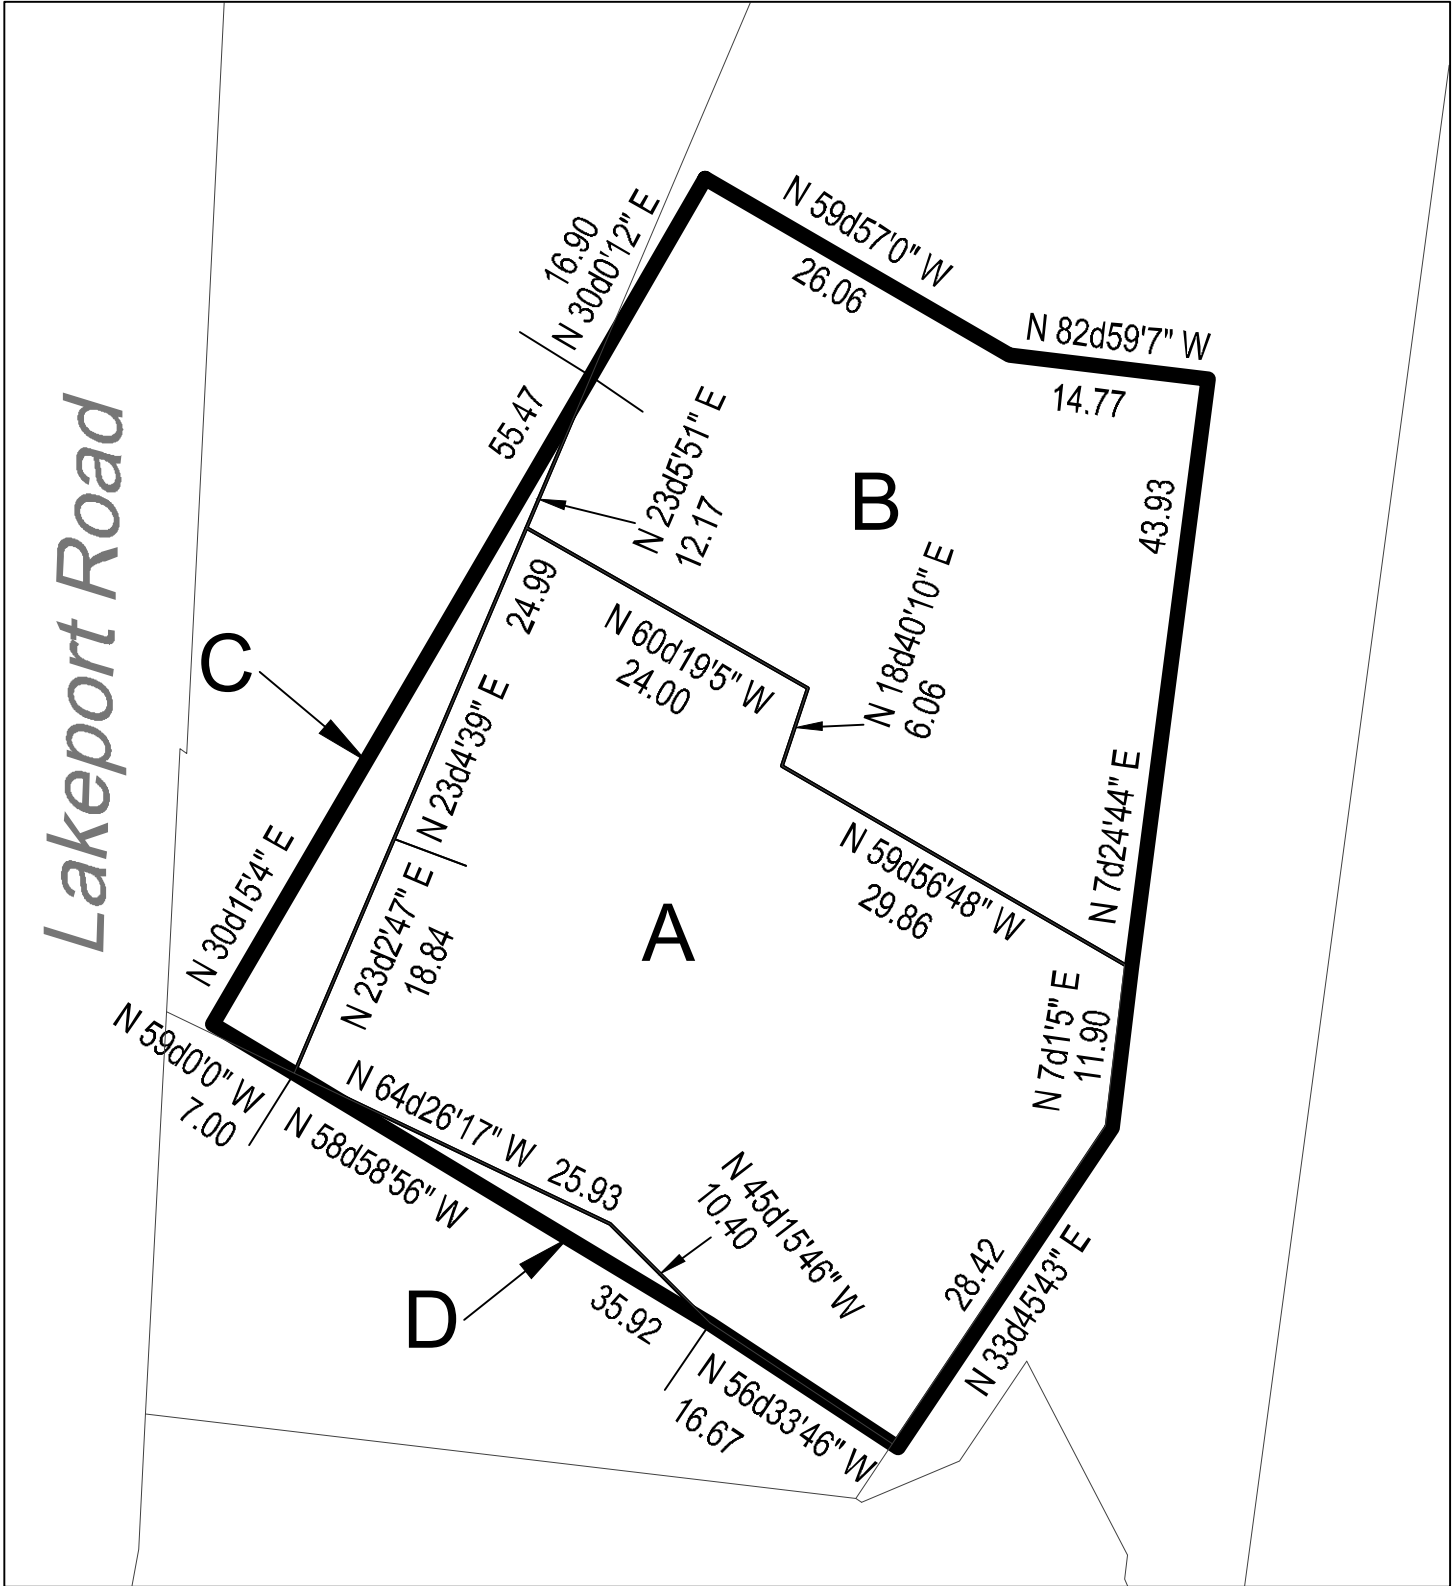 N 59d57'0" W
26.06
16.90
N 30d0'12" E
N 82d59'7" W
14.77
55.47
N 23d5'51" E
12.17
B
43.93
Lakeport Road
24.99
N 60d19'5" W
24.00
N 18d40'10" E
6.06
C
N 23d4'39" E
N 7d24'44" E
N 59d56'48" W
29.86
N 30d15'4" E
A
N 23d2'47" E
18.84
N 7d1'5" E
11.90
N 59d0'0" W
7.00
N 64d26'17" W 25.93
N 58d58'56" W
N 45d15'46" W
10.40
28.42
N 33d45'43" E
D
35.92
N 56d33'46" W
16.67